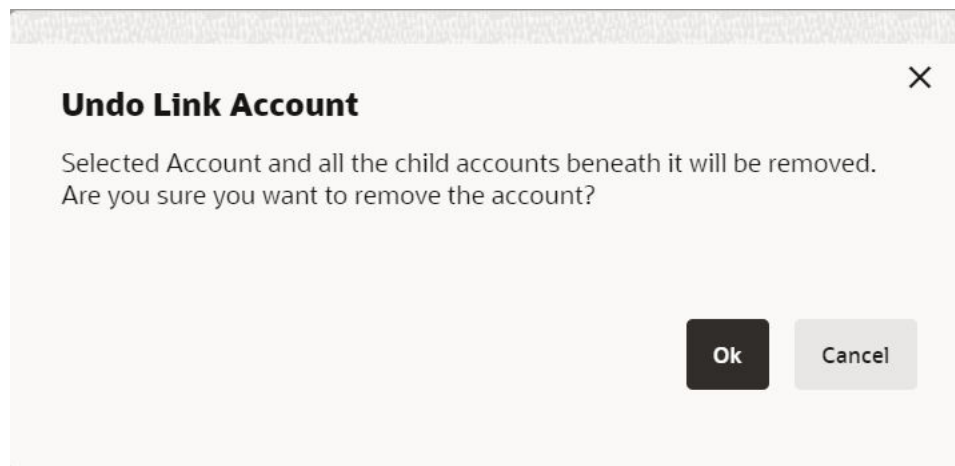 Undo Link Account
Selected Account and all the child accounts beneath it will be removed.
Are you sure you want to remove the account?
Ok
Cancel